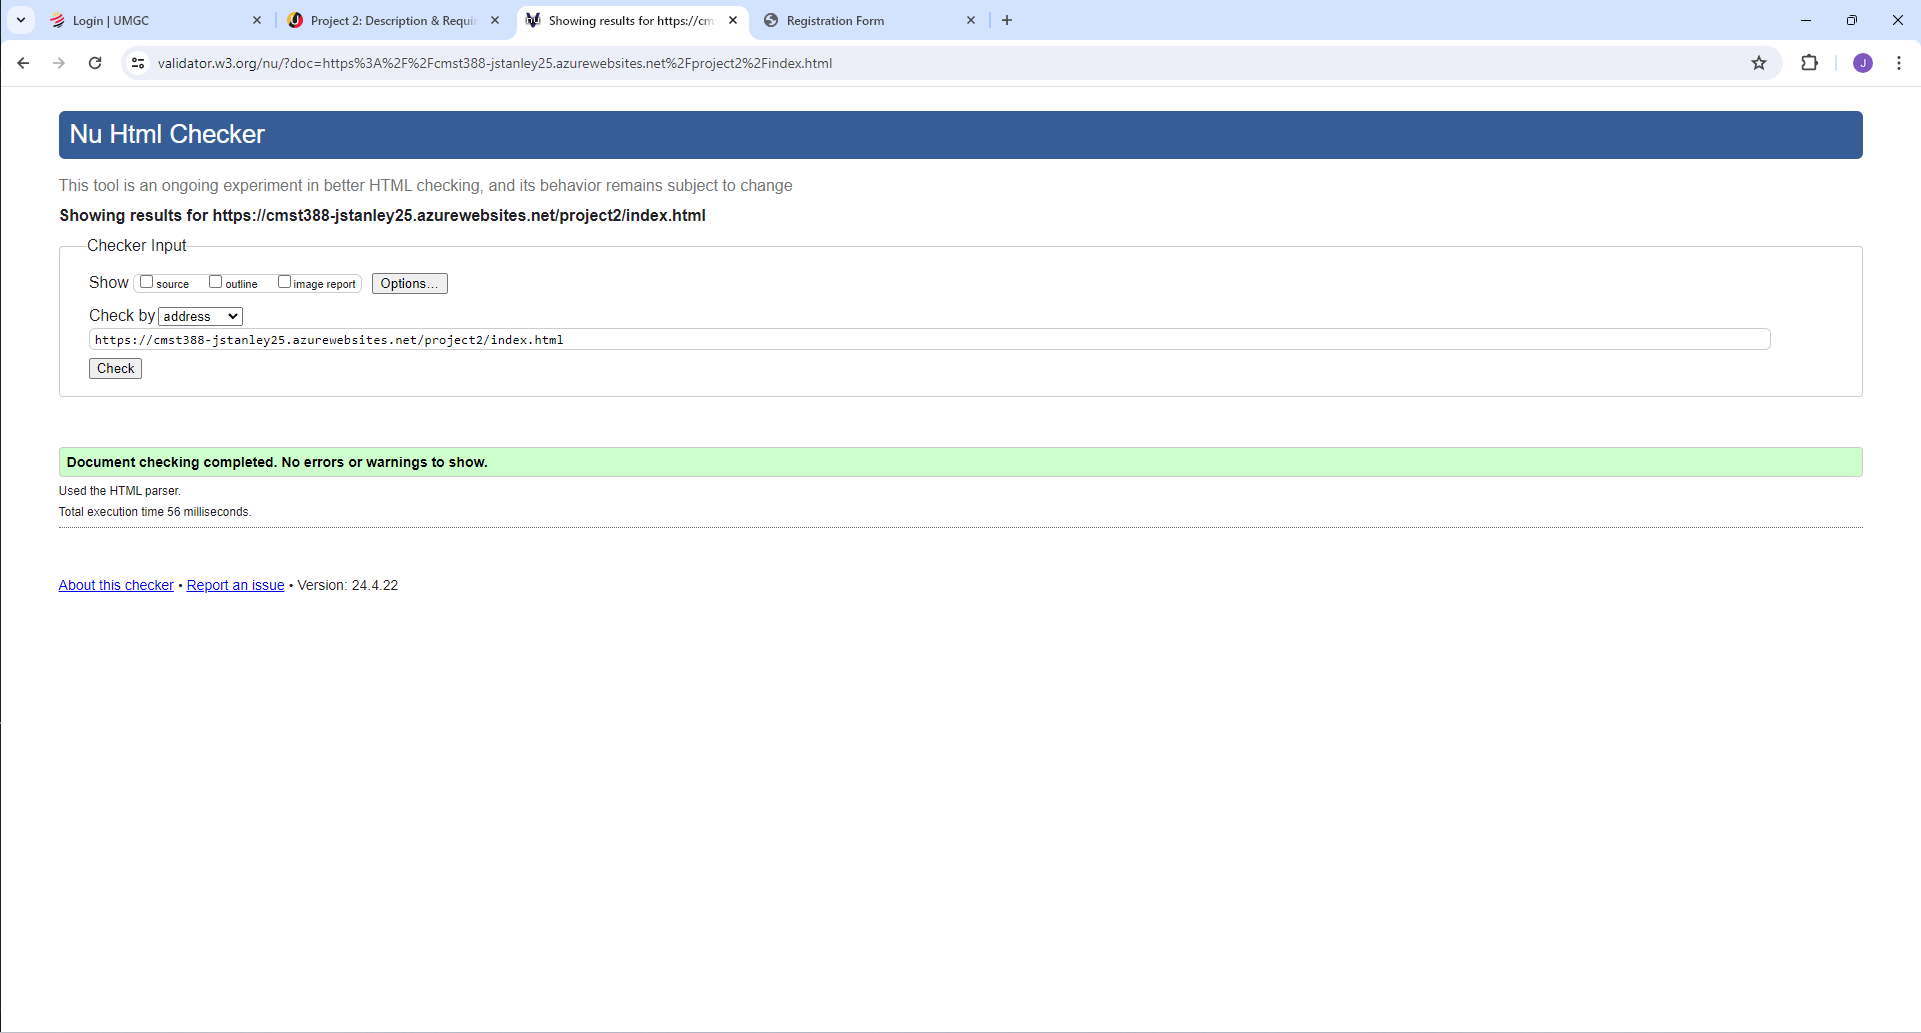 Login | UMGC
Project 2: Description & Requir
Showing results for https://cm
Registration Form
validator.w3.org/nu/?doc=https%3A%2F%2Fcmst388-jstanley25.azurewebsites.net%2Fproject2%2Findex.html
J
Nu Html Checker
This tool is an ongoing experiment in better HTML checking, and its behavior remains subject to change
Showing results for https://cmst388-jstanley25.azurewebsites.net/project2/index.html
Checker Input
Show source outline image report Options...
Check by address
https://cmst388-jstanley25.azurewebsites.net/project2/index.html
Check
Document checking completed. No errors or warnings to show.
Used the HTML parser.
Total execution time 56 milliseconds.
About this checker • Report an issue • Version: 24.4.22